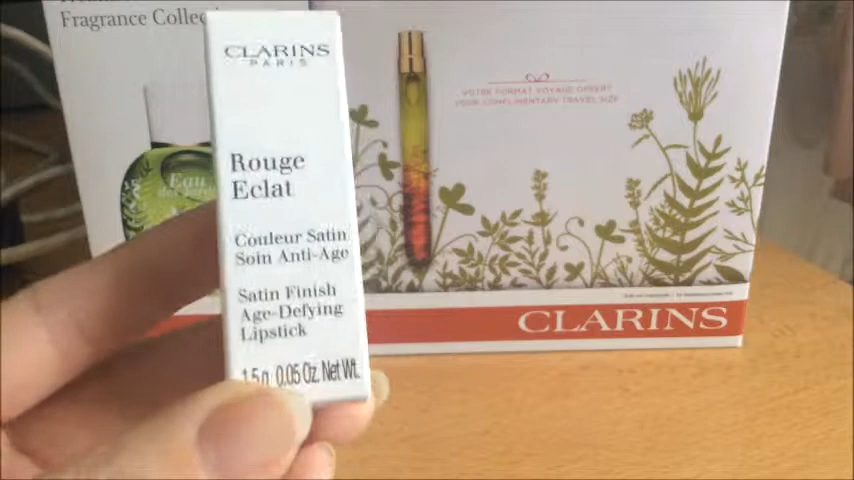 Fragrance Collec
CLARINS
PARIS
Rouge
Eclat
Couleur Satin
Soin Anti-Age
Satin Finish
Age-Defying
Lipstick
1.5 g 0.05 Oz. Net Wt.
Eau
VOTRE FORMAT VOYAGE OFFERT
YOUR COMPLIMENTARY TRAVEL SIZE
CLARINS